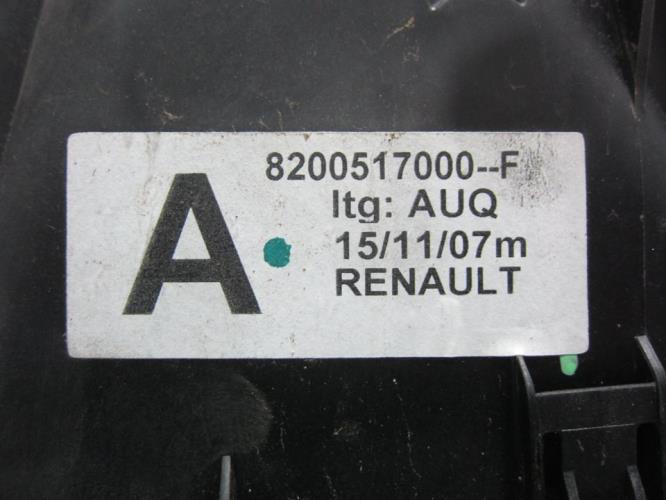 A
8200517000--F
Itg: AUQ
15/11/07m
RENAULT